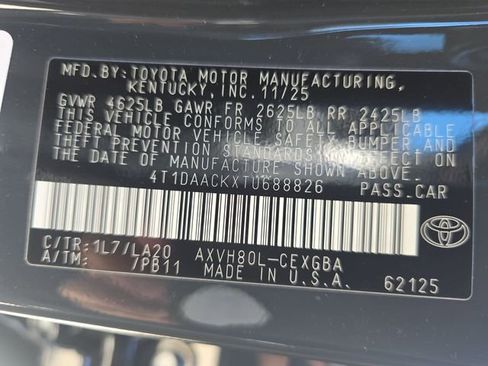 MFD.BY:TOYOTA MOTOR MANUFACTURING,
KENTUCKY, INC. 11/25
GVWR 4625LB GAWR FR 2625LB RR 2425LB
THIS VEHICLE CONFORMS TO ALL APPLICABLE
FEDERAL MOTOR VEHICLE SAFETY, BUMPER AND
THEFT PREVENTION STANDARDS IN EFFECT ON
THE DATE OF MANUFACTURE SHOWN ABOVE.
4T1DAACKXTU688826 PASS.CAR
C/TR:1L7/LA20 AXVH80L-CEXGBA
A/TM: /PB11 MADE IN U.S.A. 62125